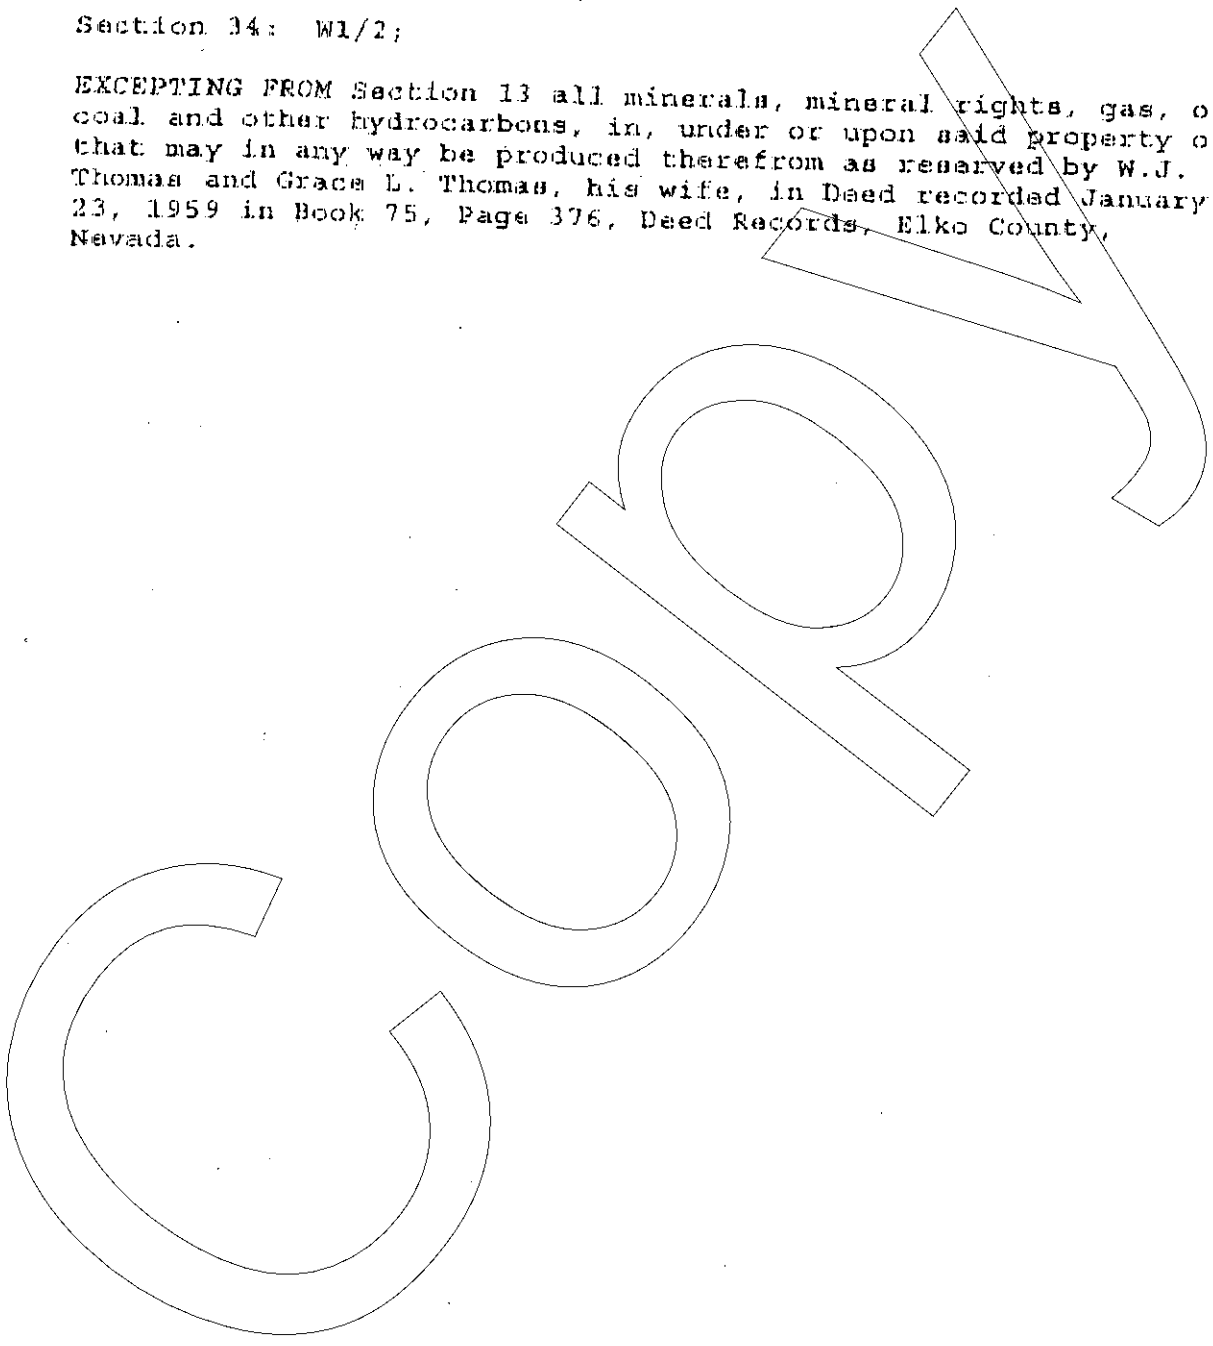 Section 34:  W1/2;
EXCEPTING FROM Section 13 all minerals, mineral rights, gas, o
coal and other hydrocarbons, in, under or upon said property o
that may in any way be produced therefrom as reserved by W.J.
Thomas and Grace L. Thomas, his wife, in Deed recorded January
23, 1959 in Book 75, Page 376, Deed Records, Elko County,
Nevada.
Copy